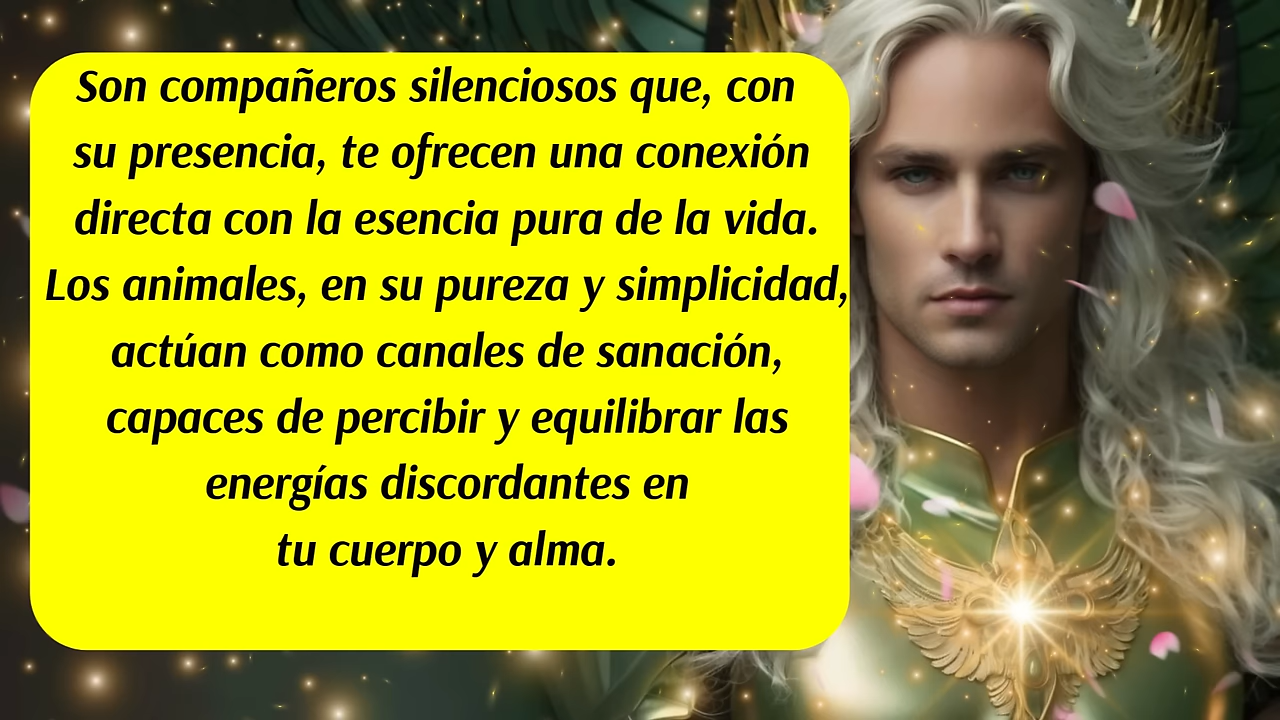 Son compañeros silenciosos que, con
su presencia, te ofrecen una conexión
directa con la esencia pura de la vida.
Los animales, en su pureza y simplicidad,
actúan como canales de sanación,
capaces de percibir y equilibrar las
energías discordantes en
tu cuerpo y alma.